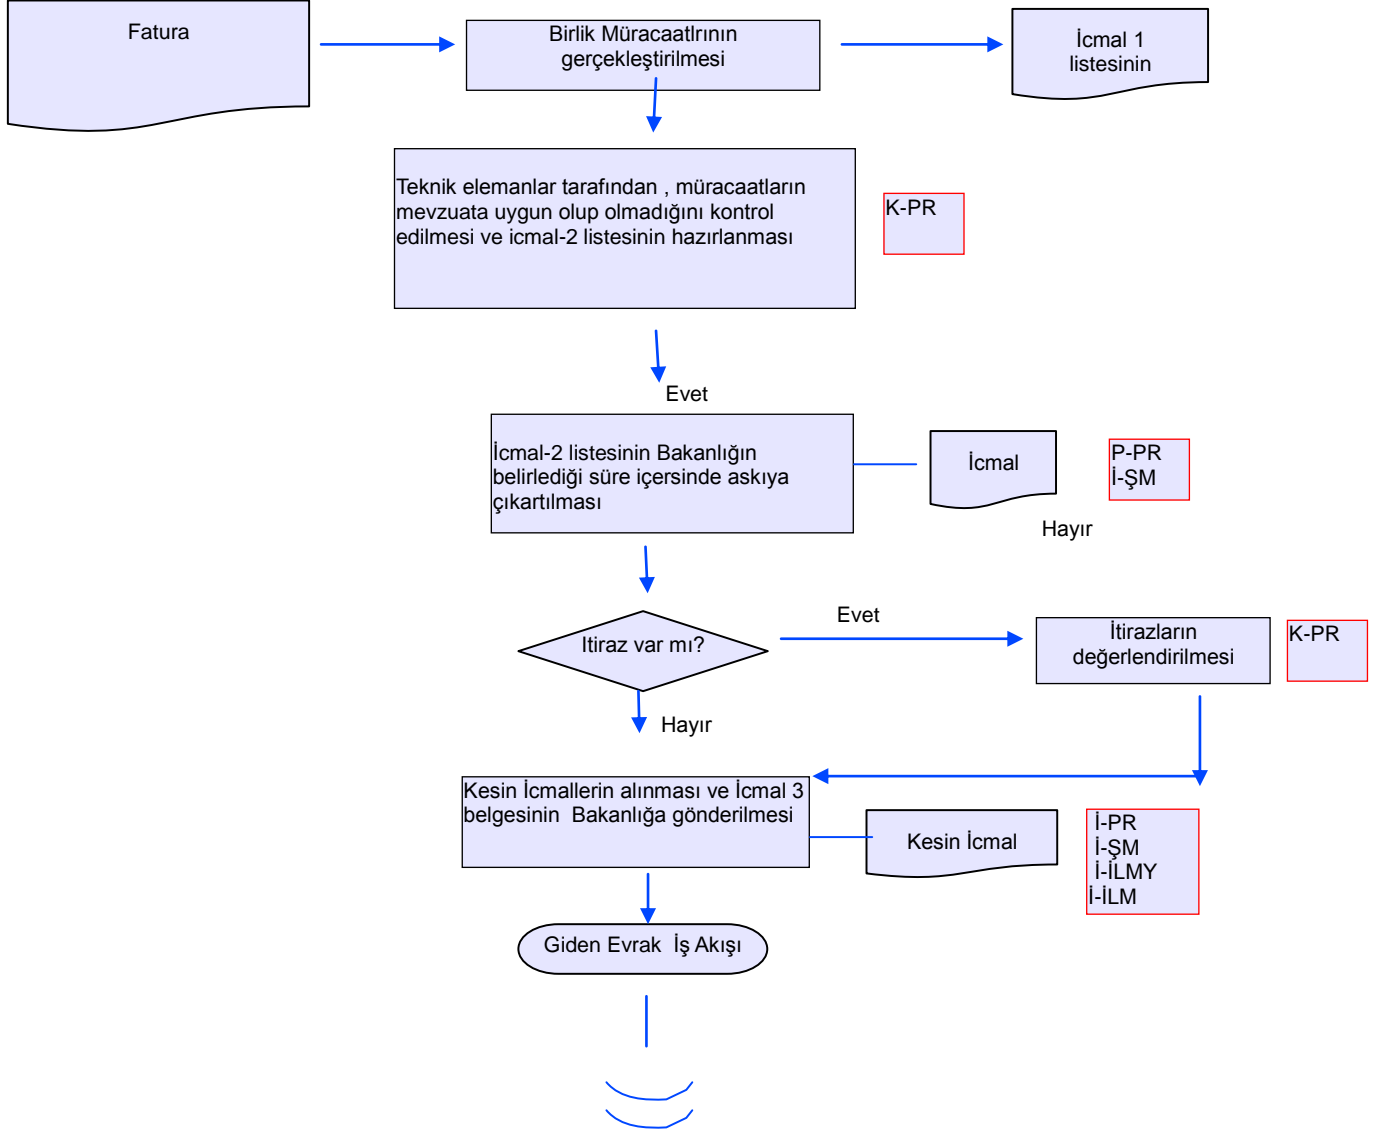 Fatura
Birlik Müracaatlrının
gerçekleştirilmesi
İcmal 1
listesinin
Teknik elemanlar tarafından , müracaatların
mevzuata uygun olup olmadığını kontrol
edilmesi ve icmal-2 listesinin hazırlanması
K-PR
Evet
İcmal-2 listesinin Bakanlığın
belirlediği süre içersinde askıya
çıkartılması
İcmal
P-PR
İ-ŞM
Hayır
Itiraz var mı?
Evet
İtirazların
değerlendirilmesi
K-PR
Hayır
Kesin İcmallerin alınması ve İcmal 3
belgesinin  Bakanlığa gönderilmesi
Kesin İcmal
İ-PR
İ-ŞM
İ-İLMY
İ-İLM
Giden Evrak  İş Akışı